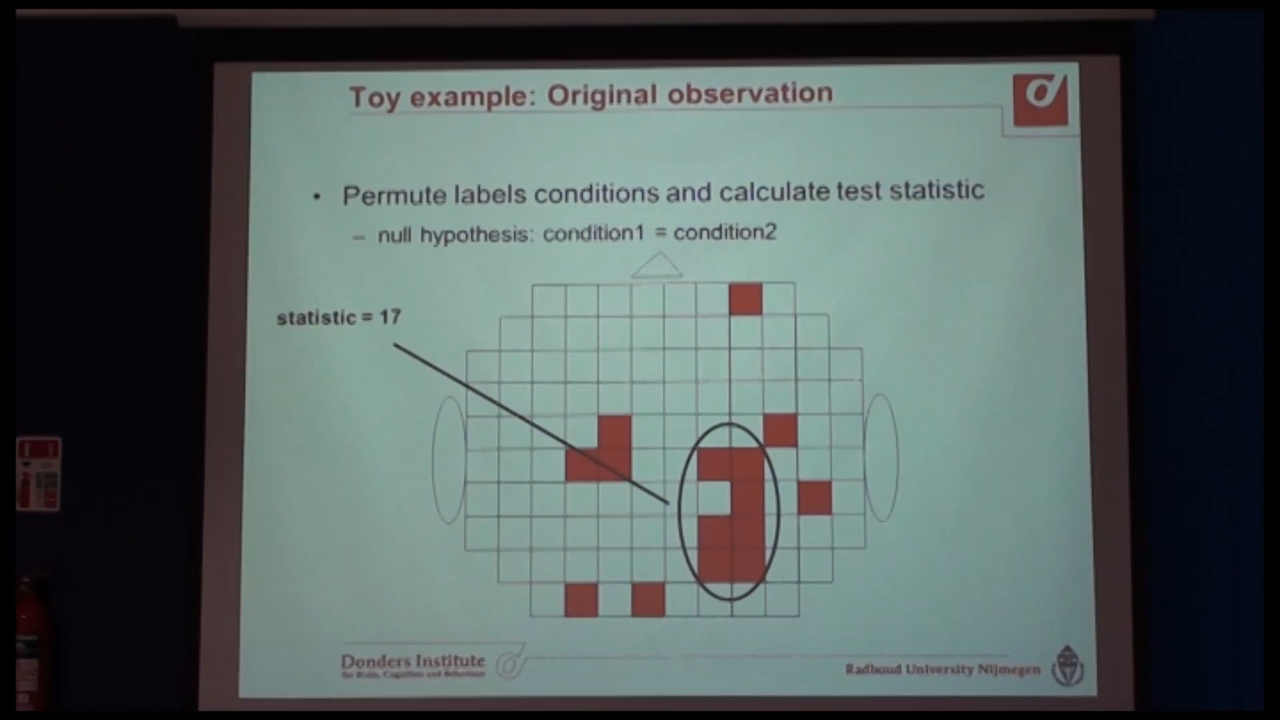 Toy example: Original observation
• Permute labels conditions and calculate test statistic
– null hypothesis: condition1 = condition2
statistic = 17
Donders Institute
for Brain, Cognition and Behaviour
Radboud University Nijmegen